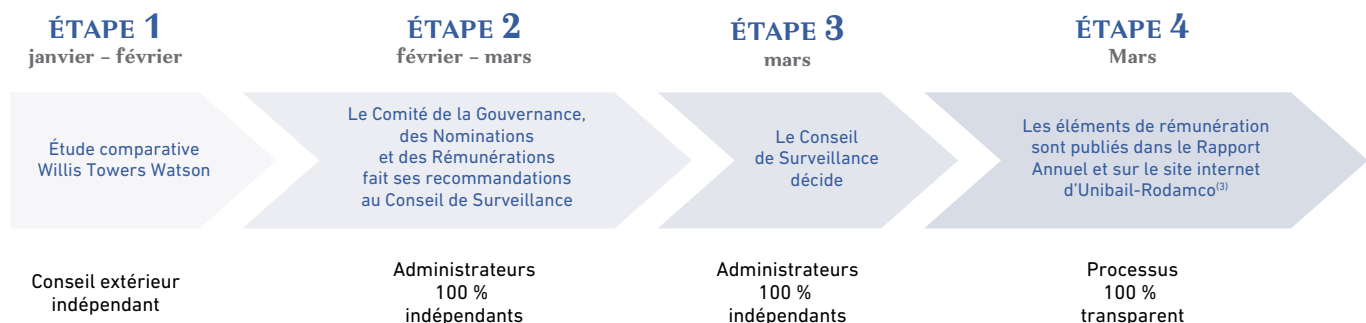 ÉTAPE 1
janvier – février
Étude comparative
Willis Towers Watson
Conseil extérieur
indépendant
ÉTAPE 2
février – mars
Le Comité de la Gouvernance,
des Nominations
et des Rémunérations
fait ses recommandations
au Conseil de Surveillance
Administrateurs
100 %
indépendants
ÉTAPE 3
mars
Le Conseil
de Surveillance
décide
Administrateurs
100 %
indépendants
ÉTAPE 4
Mars
Les éléments de rémunération
sont publiés dans le Rapport
Annuel et sur le site internet
d’Unibail-Rodamco(3)
Processus
100 %
transparent